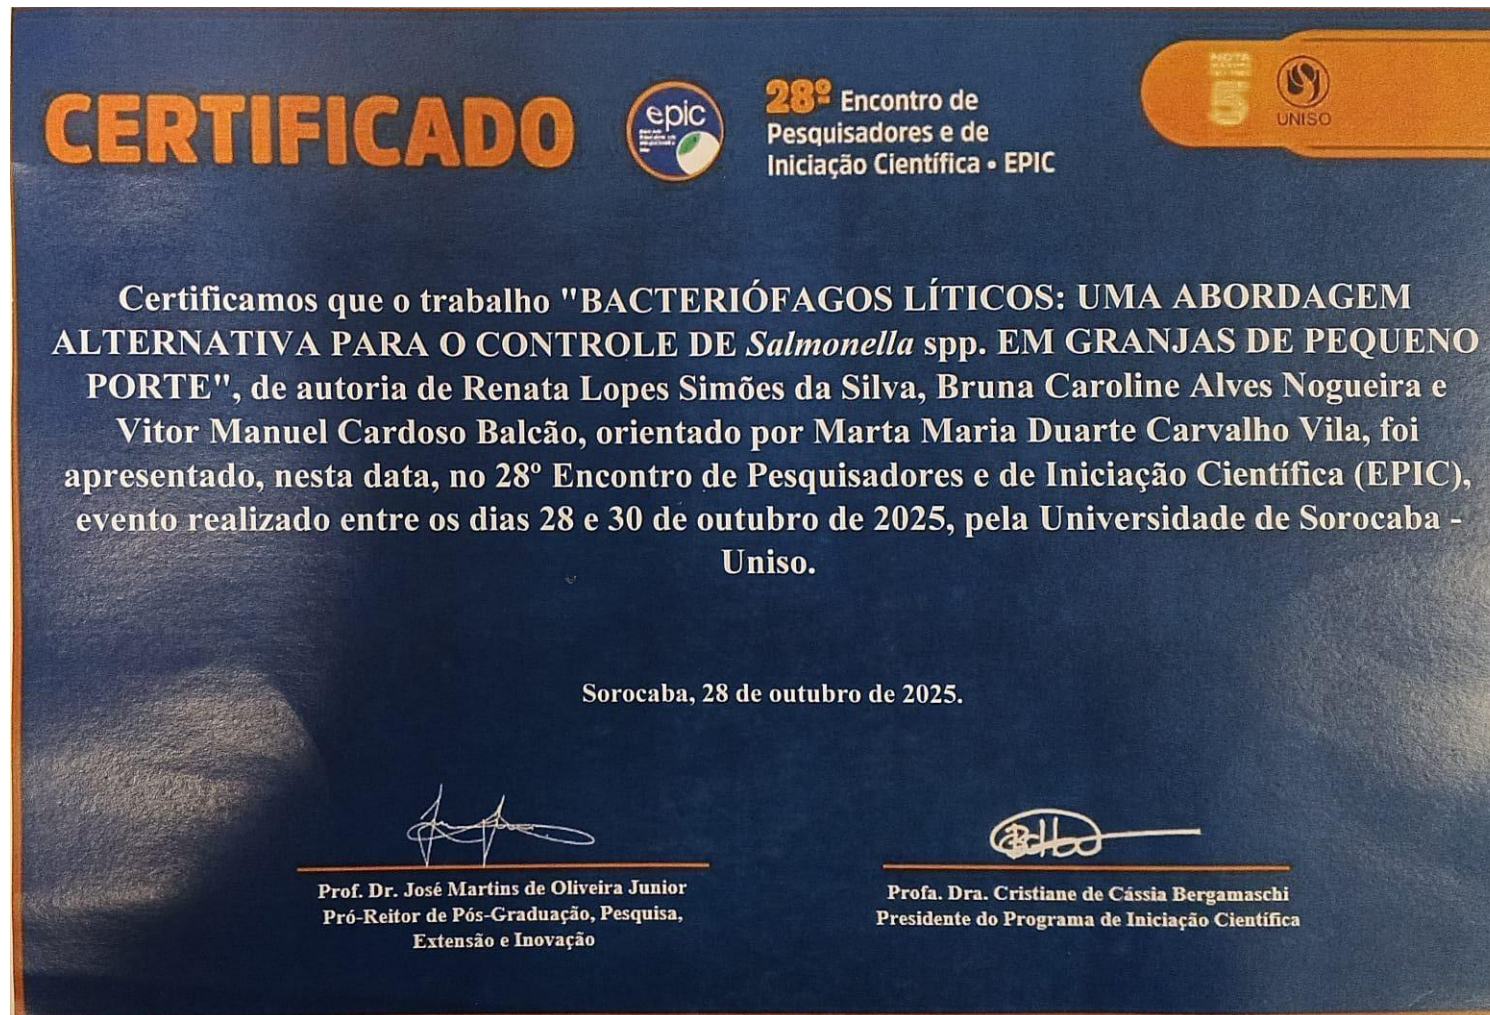 CERTIFICADO
epic
28º Encontro de
Pesquisadores e de
Iniciação Científica • EPIC
NOTA
5
UNISO
Certificamos que o trabalho "BACTERIÓFAGOS LÍTICOS: UMA ABORDAGEM
ALTERNATIVA PARA O CONTROLE DE Salmonella spp. EM GRANJAS DE PEQUENO
PORTE", de autoria de Renata Lopes Simões da Silva, Bruna Caroline Alves Nogueira e
Vitor Manuel Cardoso Balcão, orientado por Marta Maria Duarte Carvalho Vila, foi
apresentado, nesta data, no 28º Encontro de Pesquisadores e de Iniciação Científica (EPIC),
evento realizado entre os dias 28 e 30 de outubro de 2025, pela Universidade de Sorocaba -
Uniso.
Sorocaba, 28 de outubro de 2025.
Prof. Dr. José Martins de Oliveira Junior
Pró-Reitor de Pós-Graduação, Pesquisa,
Extensão e Inovação
Profa. Dra. Cristiane de Cássia Bergamaschi
Presidente do Programa de Iniciação Científica